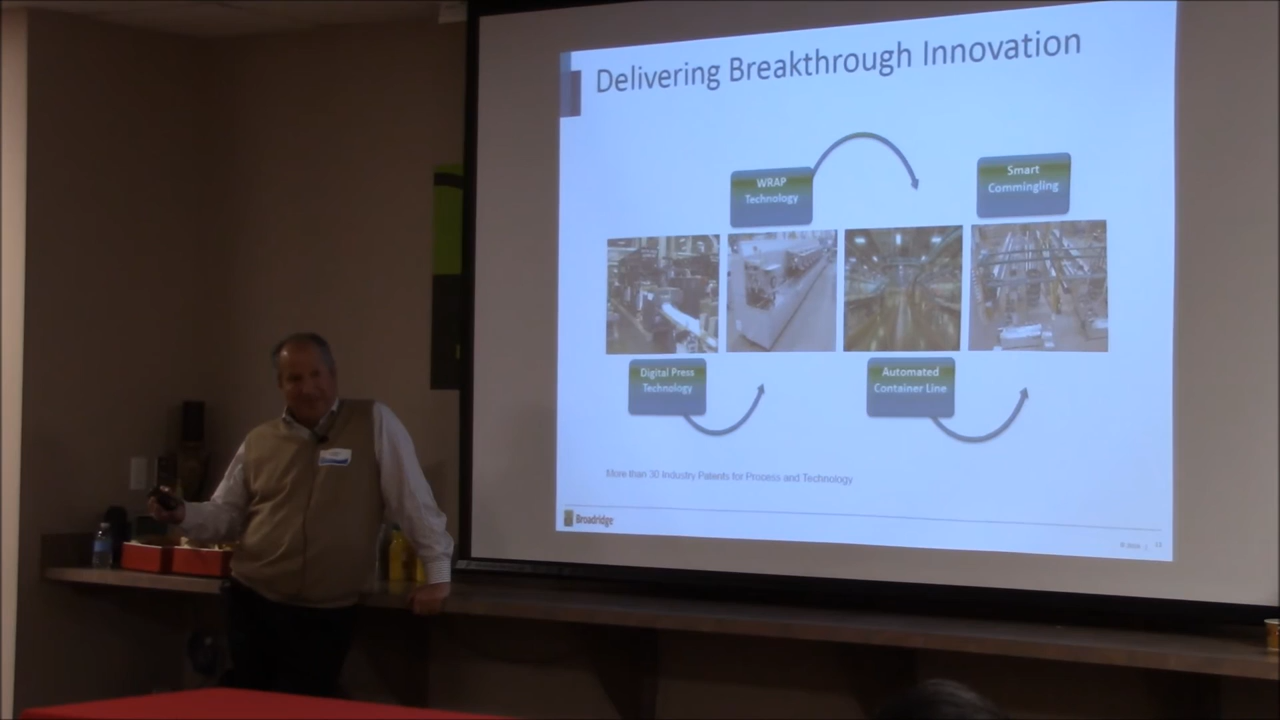 Delivering Breakthrough Innovation
WRAP
Technology
Smart
Commingling
Digital Press
Technology
Automated
Container Line
More than 30 Industry Patents for Process and Technology
Broadridge
13